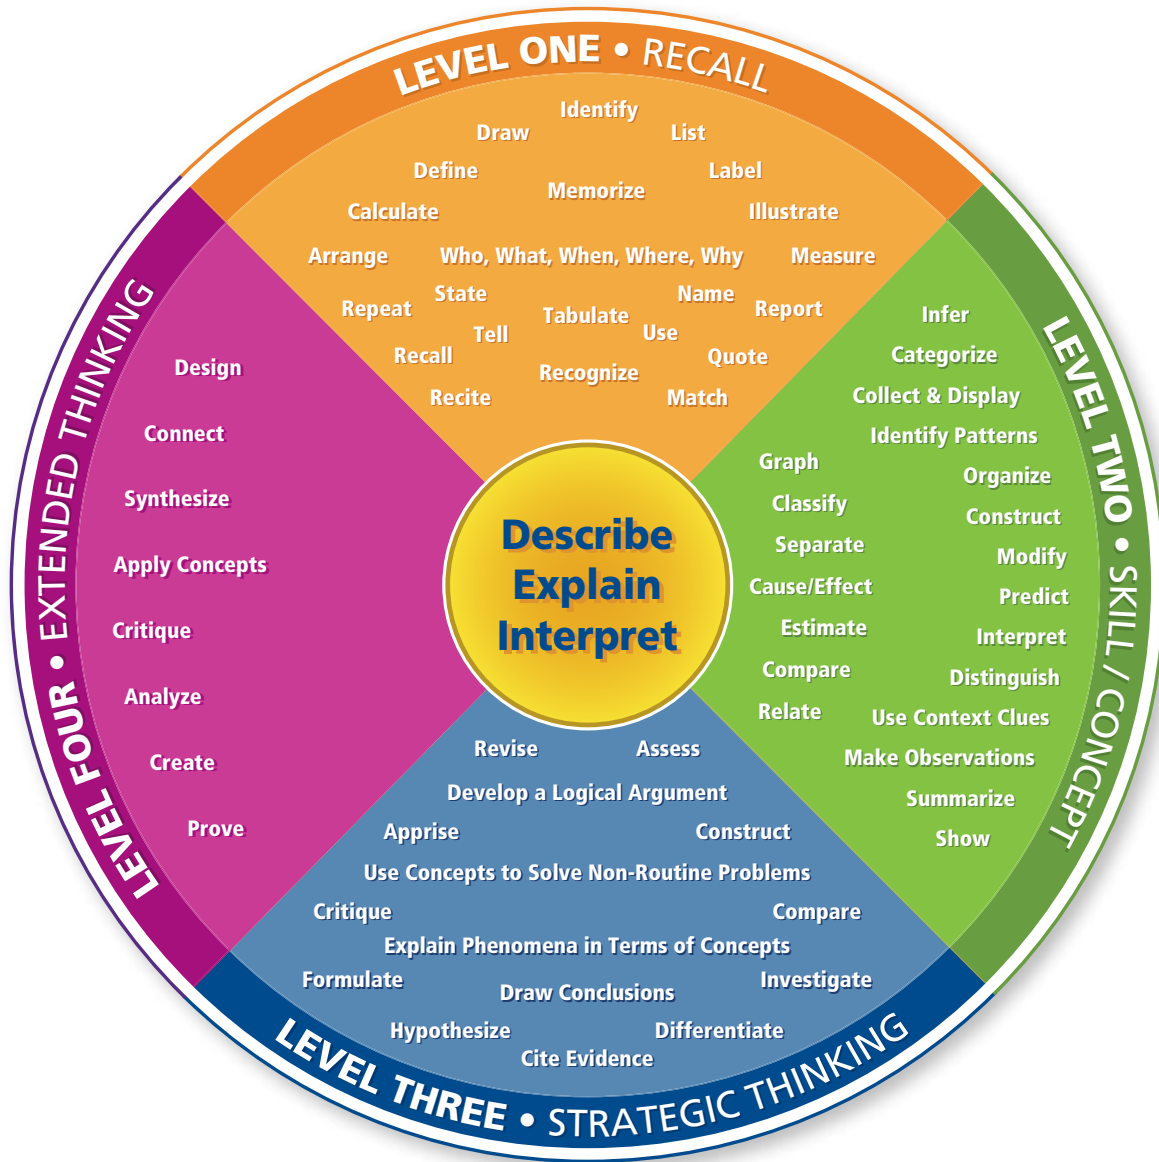 LEVEL ONE • RECALL
Identify
Draw
List
Define
Label
Memorize
Calculate
Illustrate
Arrange
Who, What, When, Where, Why
Measure
State
Name
Repeat
Report
Tabulate
Tell
Use
Recall
Quote
Recognize
Recite
Match
LEVEL TWO • SKILL / CONCEPT
Infer
Categorize
Collect & Display
Identify Patterns
Graph
Organize
Classify
Construct
Separate
Modify
Cause/Effect
Predict
Estimate
Interpret
Compare
Distinguish
Relate
Use Context Clues
Make Observations
Summarize
Show
LEVEL THREE • STRATEGIC THINKING
Revise
Assess
Develop a Logical Argument
Apprise
Construct
Use Concepts to Solve Non-Routine Problems
Critique
Compare
Explain Phenomena in Terms of Concepts
Formulate
Investigate
Draw Conclusions
Hypothesize
Differentiate
Cite Evidence
LEVEL FOUR • EXTENDED THINKING
Design
Connect
Synthesize
Apply Concepts
Critique
Analyze
Create
Prove
Describe
Explain
Interpret